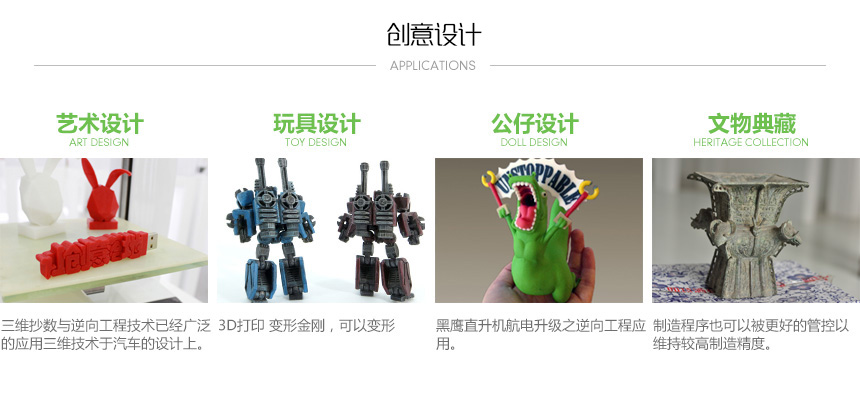 创意设计
APPLICATIONS
艺术设计
ART DESIGN
玩具设计
TOY DESIGN
公仔设计
DOLL DESIGN
文物典藏
HERITAGE COLLECTION
UNSTOPPABLE
三维抄数与逆向工程技术已经广泛
的应用三维技术于汽车的设计上。
3D打印 变形金刚，可以变形
黑鹰直升机航电升级之逆向工程应
用。
制造程序也可以被更好的管控以
维持较高制造精度。